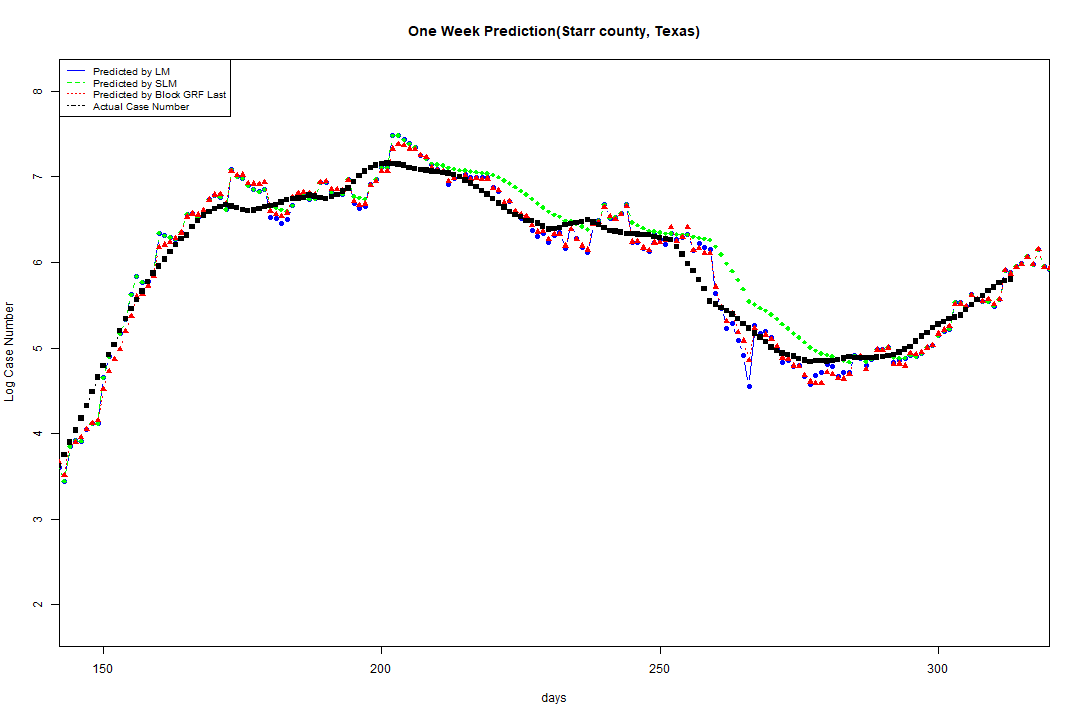 One Week Prediction(Starr county, Texas)
Predicted by LM
Predicted by SLM
Predicted by Block GRF Last
Actual Case Number
8
7
6
5
4
3
2
Log Case Number
150 200 250 300
days